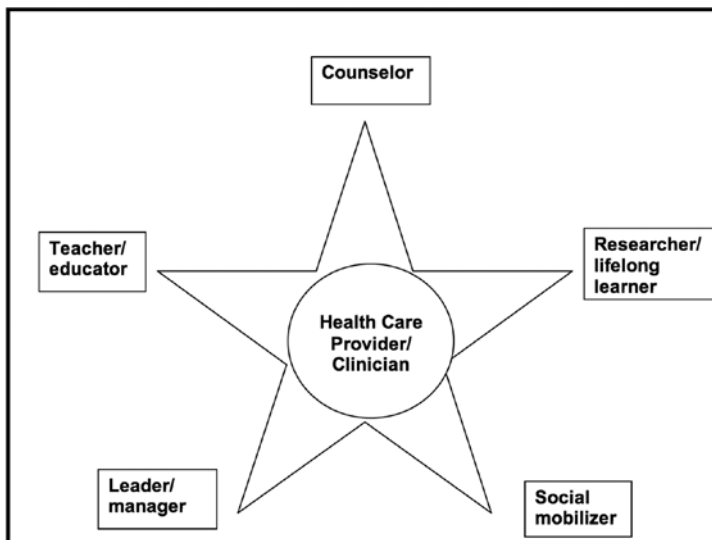 Counselor
Teacher/
educator
Researcher/
lifelong
learner
Health Care
Provider/
Clinician
Leader/
manager
Social
mobilizer